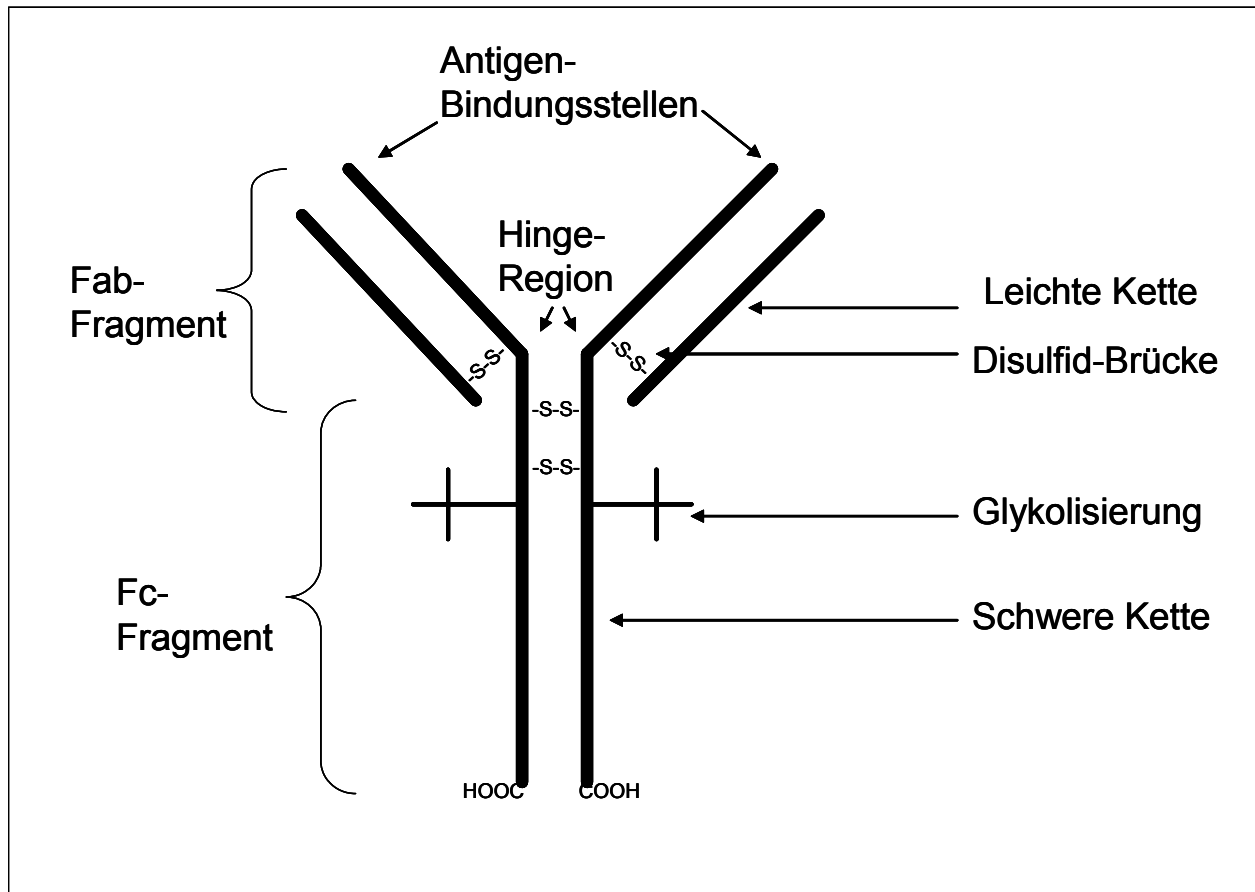 Antigen-
Bindungsstellen
Hinge-
Region
Fab-
Fragment
Leichte Kette
-S-S-
-S-S-
Disulfid-Brücke
-S-S-
-S-S-
Glykolisierung
Fc-
Fragment
Schwere Kette
HOOC
COOH